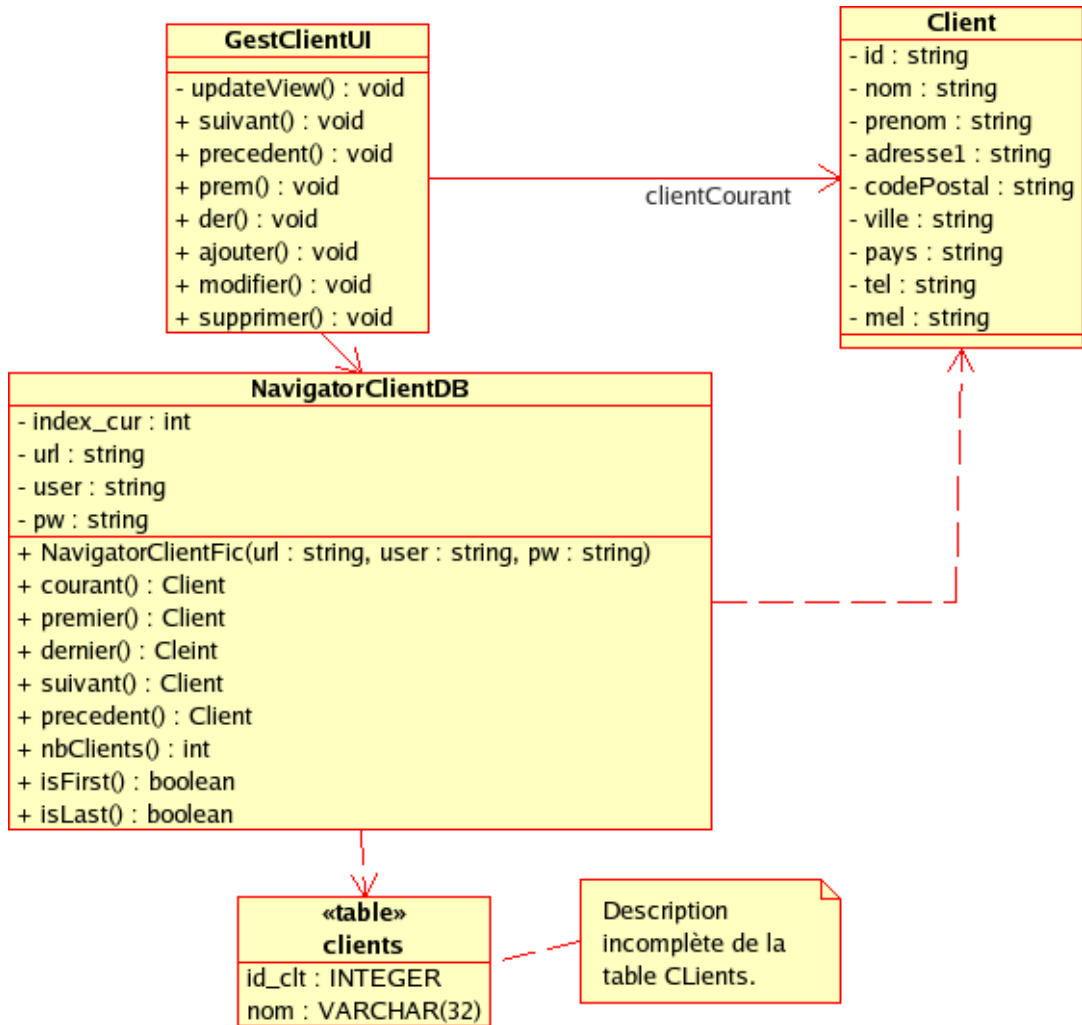 GestClientUI
- updateView() : void
+ suivant() : void
+ precedent() : void
+ prem() : void
+ der() : void
+ ajouter() : void
+ modifier() : void
+ supprimer() : void
clientCourant
Client
- id : string
- nom : string
- prenom : string
- adresse1 : string
- codePostal : string
- ville : string
- pays : string
- tel : string
- mel : string
NavigatorClientDB
- index_cur : int
- url : string
- user : string
- pw : string
+ NavigatorClientFic(url : string, user : string, pw : string)
+ courant() : Client
+ premier() : Client
+ dernier() : Cleint
+ suivant() : Client
+ precedent() : Client
+ nbClients() : int
+ isFirst() : boolean
+ isLast() : boolean
«table»
clients
id_clt : INTEGER
nom : VARCHAR(32)
Description
incomplète de la
table CLients.